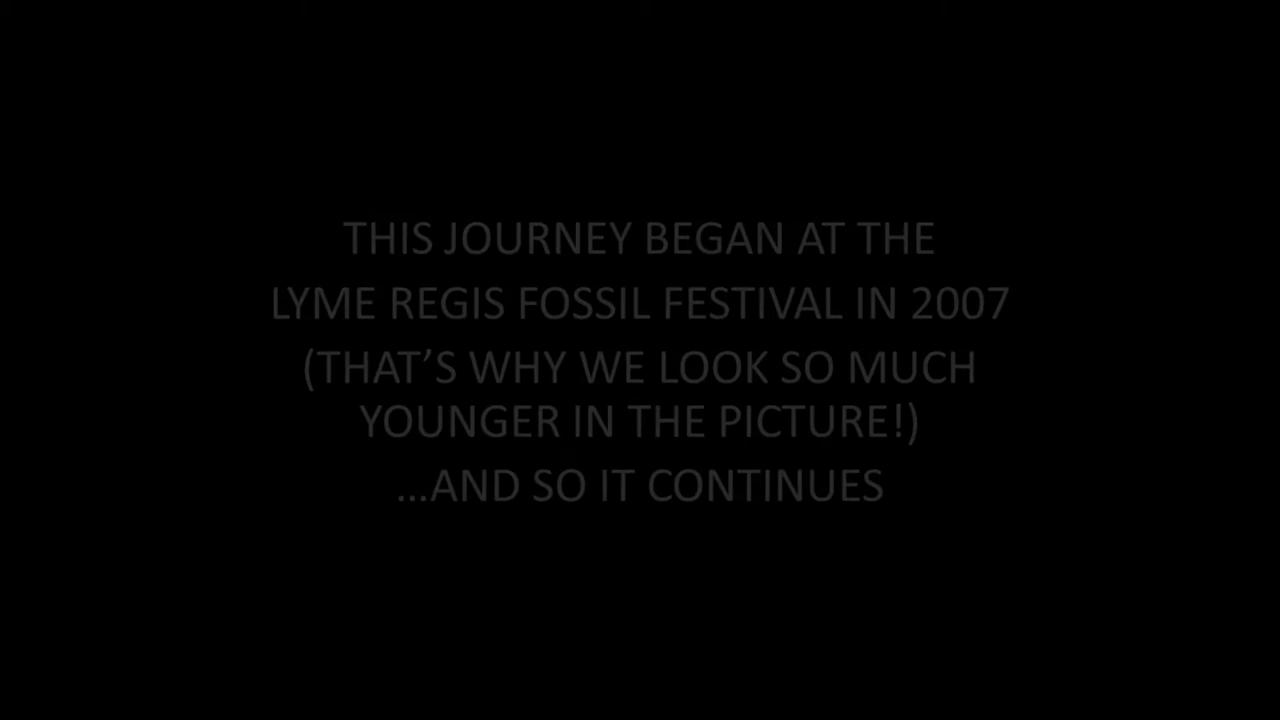 THIS JOURNEY BEGAN AT THE
LYME REGIS FOSSIL FESTIVAL IN 2007
(THAT’S WHY WE LOOK SO MUCH
YOUNGER IN THE PICTURE!)
…AND SO IT CONTINUES